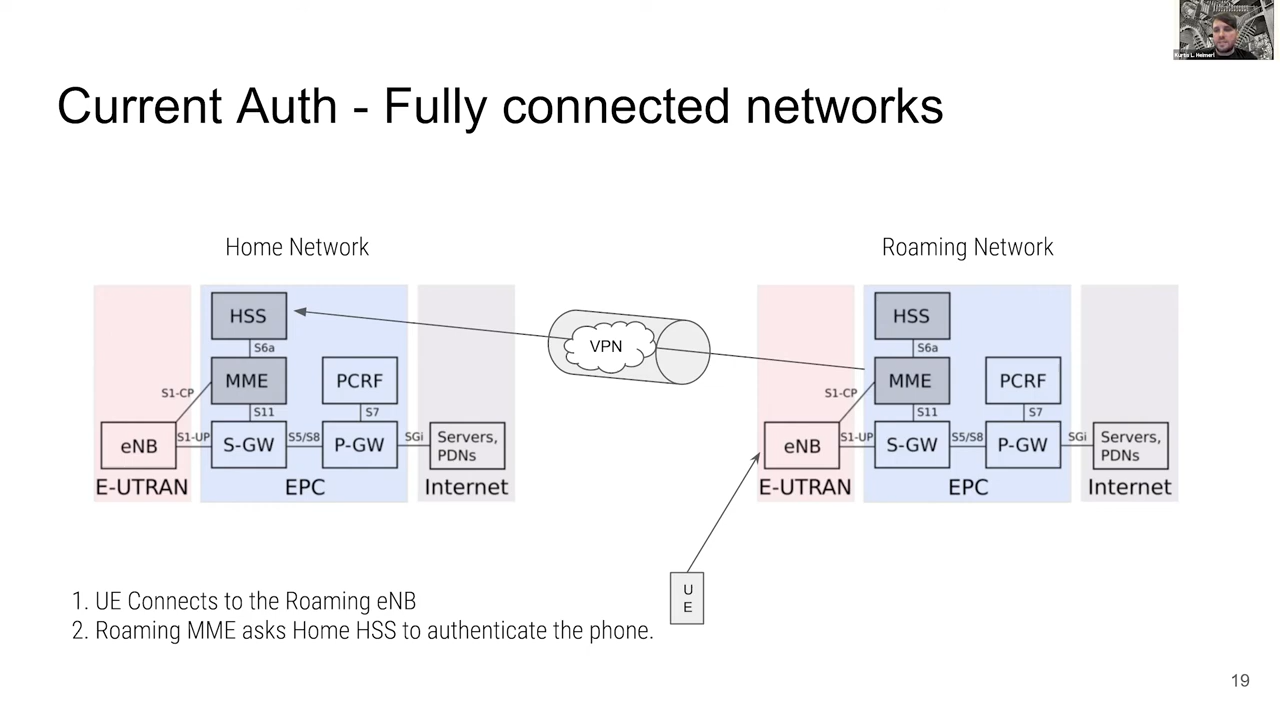 Kurtis L. Heimerl
Current Auth - Fully connected networks
Home Network
HSS
S6a
MME
PCRF
S1-CP
S11
S7
eNB
S1-UP
S-GW
S5/S8
P-GW
SGi
Servers,
PDNs
E-UTRAN
EPC
Internet
VPN
Roaming Network
HSS
S6a
MME
PCRF
S1-CP
S11
S7
eNB
S1-UP
S-GW
S5/S8
P-GW
SGi
Servers,
PDNs
E-UTRAN
EPC
Internet
U
E
1. UE Connects to the Roaming eNB
2. Roaming MME asks Home HSS to authenticate the phone.
19